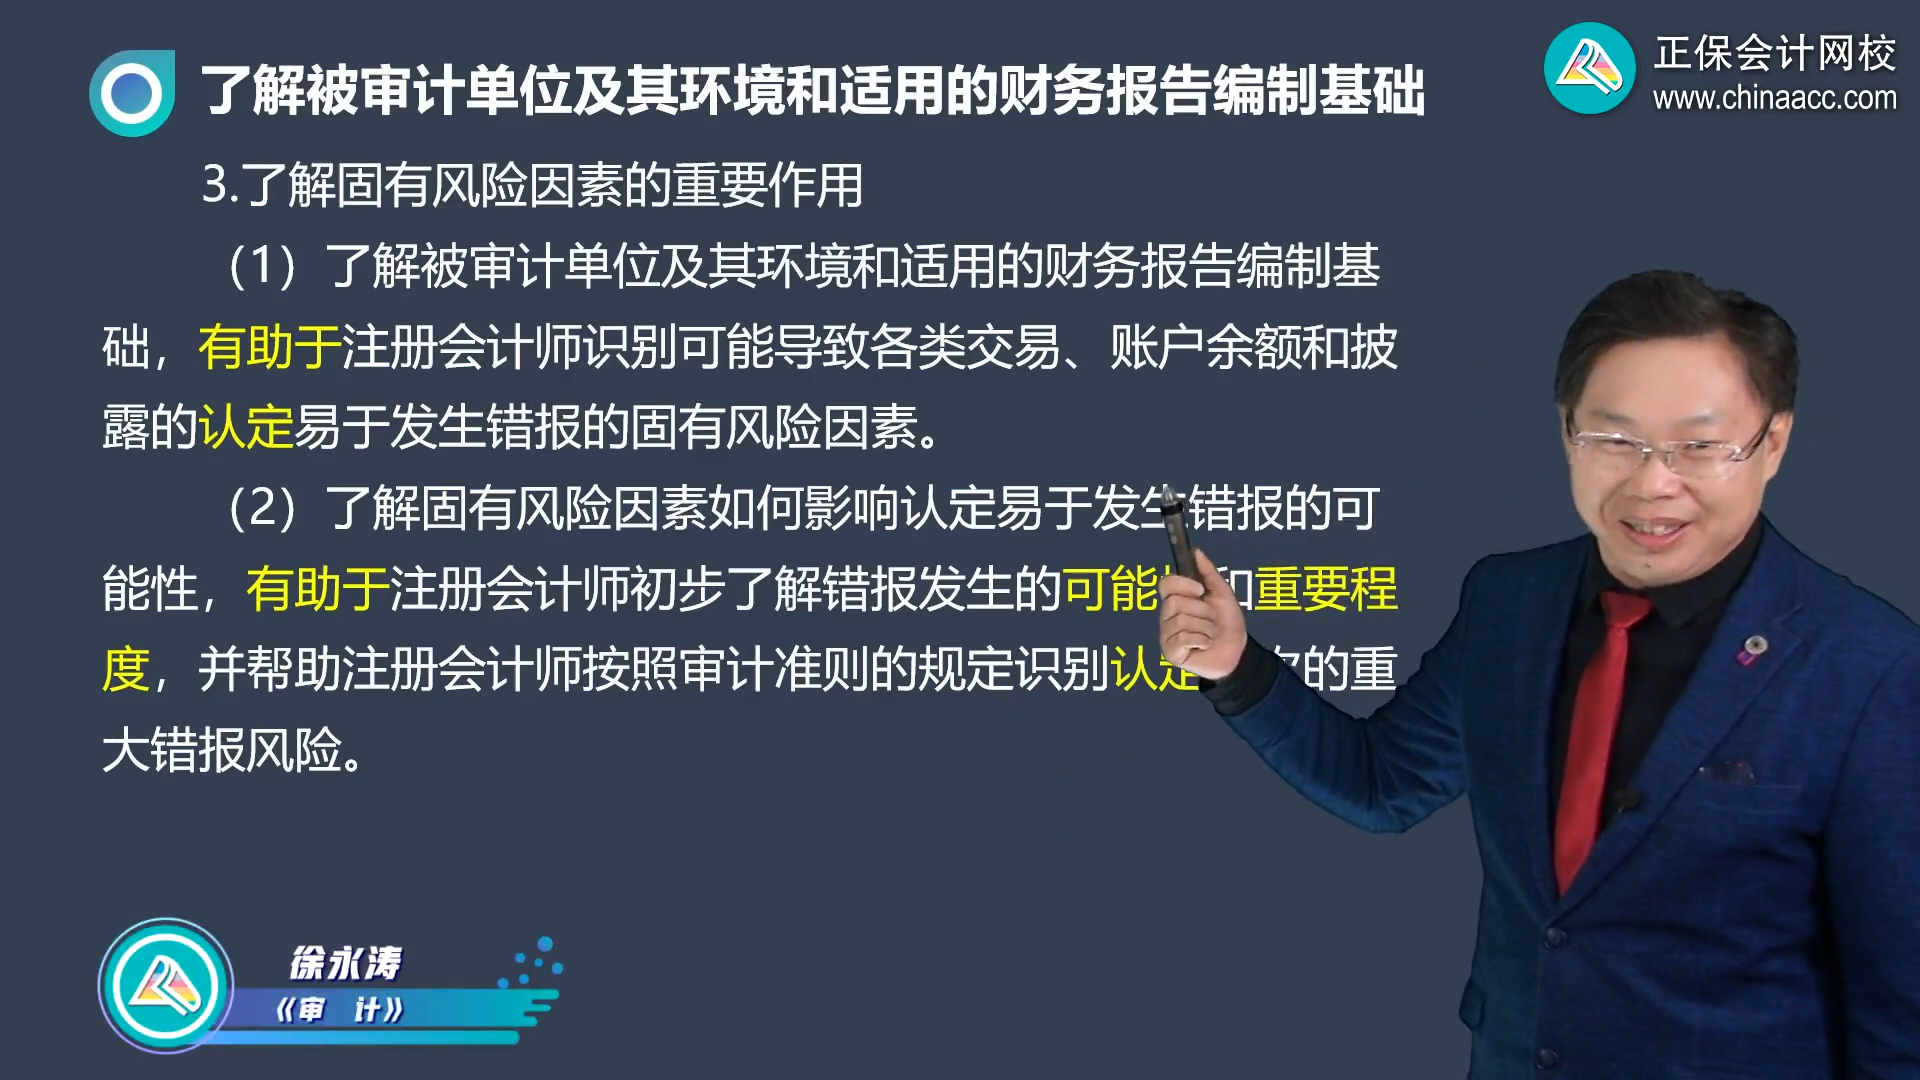 了解被审计单位及其环境和适用的财务报告编制基础
正保会计网校
www.chinaacc.com
3.了解固有风险因素的重要作用
（1）了解被审计单位及其环境和适用的财务报告编制基
础，有助于注册会计师识别可能导致各类交易、账户余额和披
露的认定易于发生错报的固有风险因素。
（2）了解固有风险因素如何影响认定易于发生错报的可
能性，有助于注册会计师初步了解错报发生的可能性和重要程
度，并帮助注册会计师按照审计准则的规定识别认定 次的重
大错报风险。
徐永涛
《审 计》